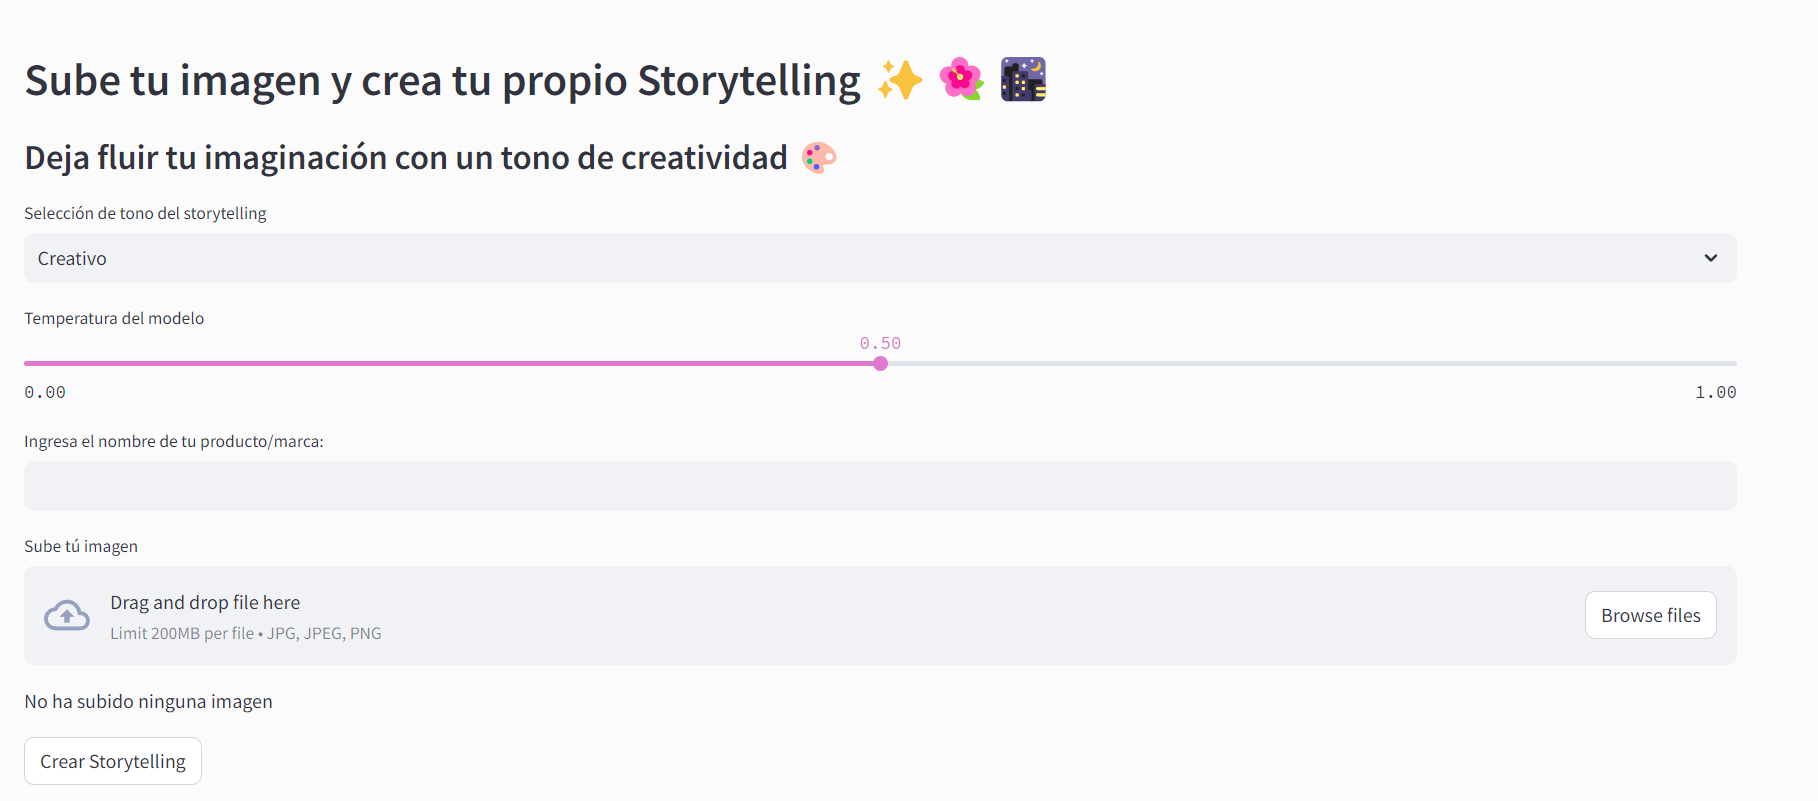 Sube tu imagen y crea tu propio Storytelling ✨ 🌺 🌃
Deja fluir tu imaginación con un tono de creatividad 🎨
Selección de tono del storytelling
Creativo
Temperatura del modelo
0.50
0.00 1.00
Ingresa el nombre de tu producto/marca:
Sube tú imagen
Drag and drop file here
Limit 200MB per file • JPG, JPEG, PNG
Browse files
No ha subido ninguna imagen
Crear Storytelling